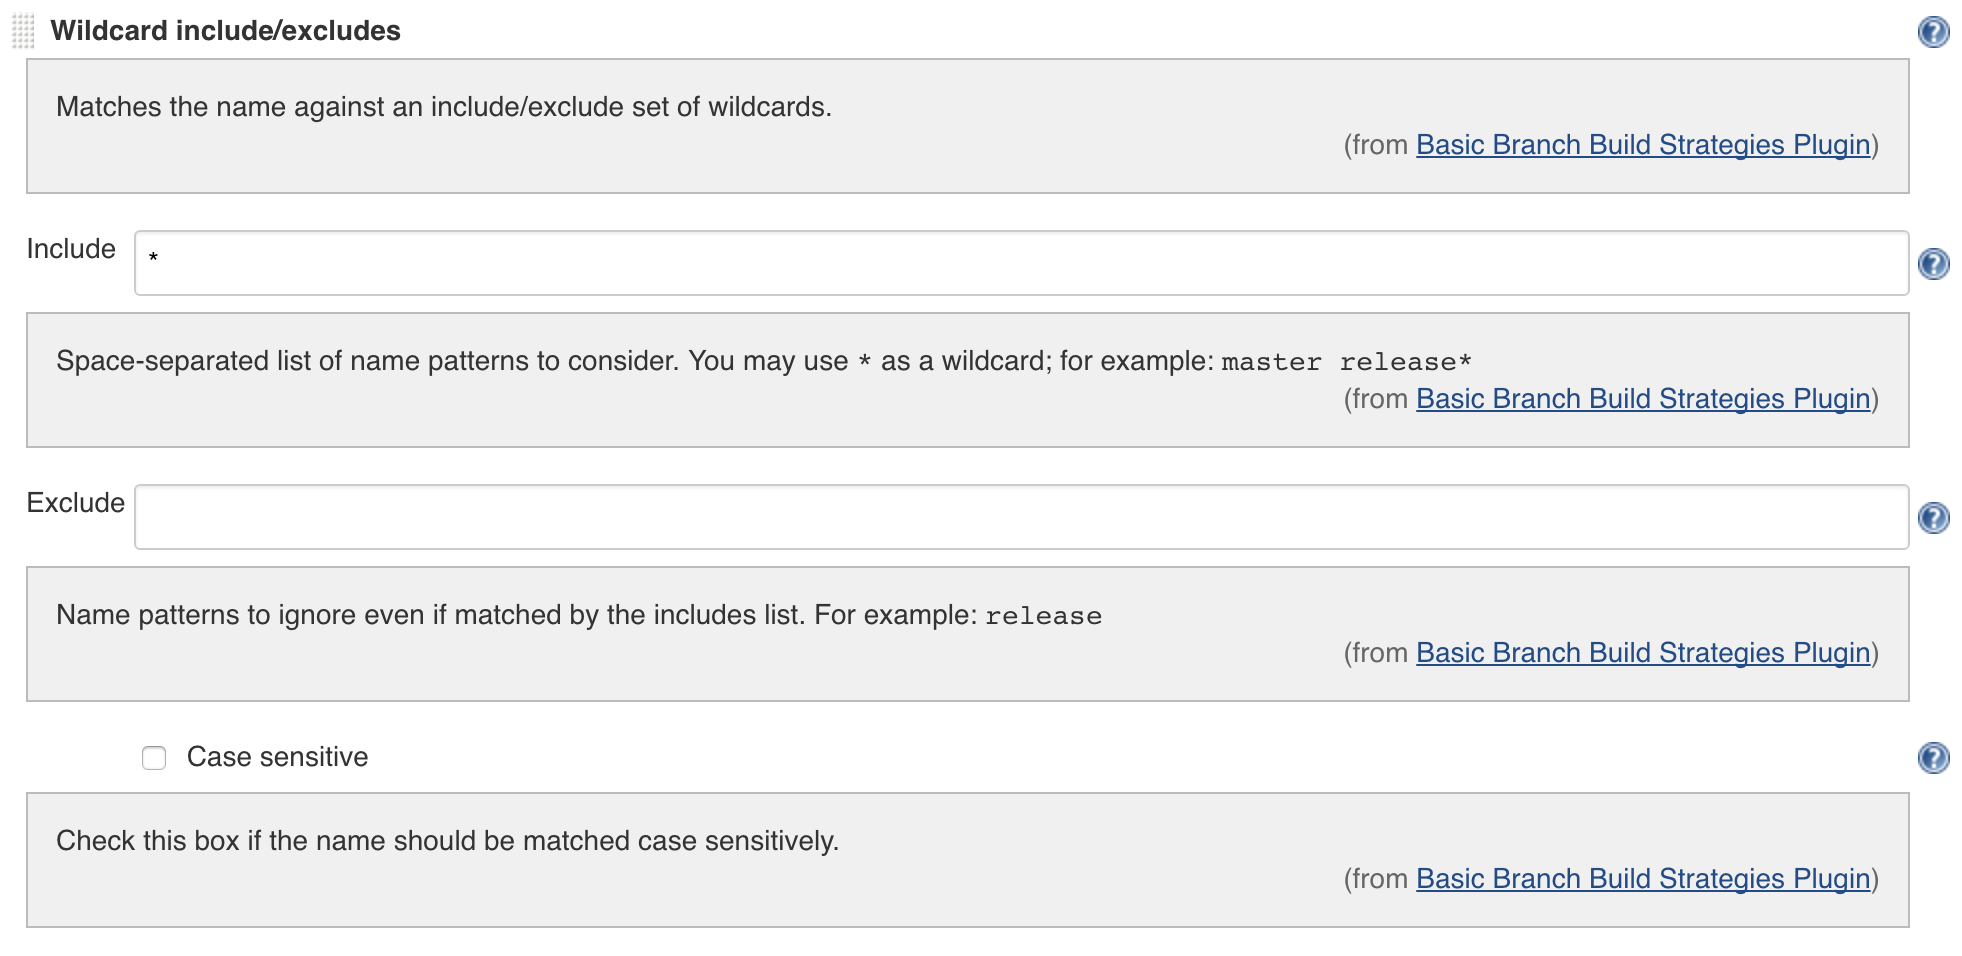 Wildcard include/excludes
Matches the name against an include/exclude set of wildcards.
(from Basic Branch Build Strategies Plugin)
Include
*
Space-separated list of name patterns to consider. You may use * as a wildcard; for example: master release*
(from Basic Branch Build Strategies Plugin)
Exclude
Name patterns to ignore even if matched by the includes list. For example: release
(from Basic Branch Build Strategies Plugin)
Case sensitive
Check this box if the name should be matched case sensitively.
(from Basic Branch Build Strategies Plugin)